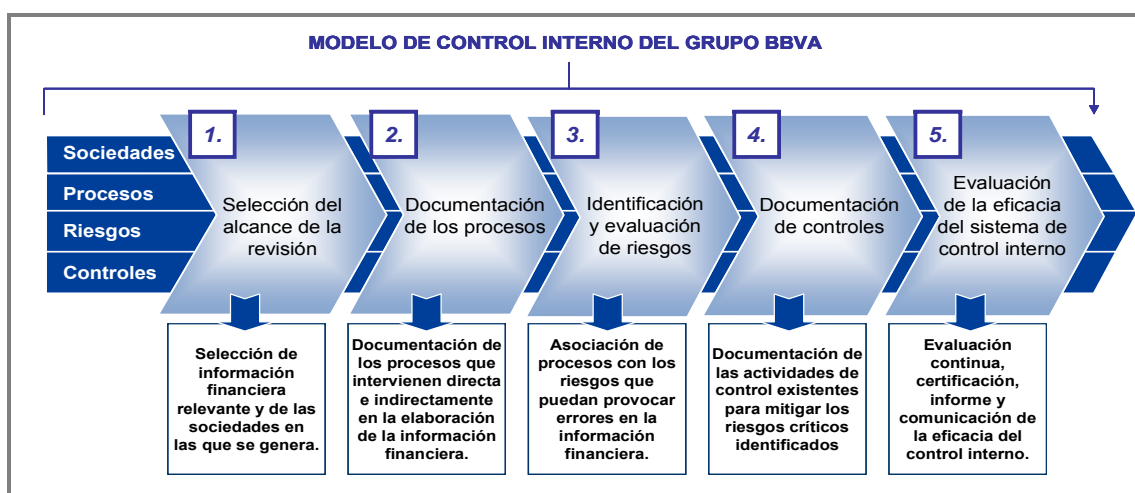 MODELO DE CONTROL INTERNO DEL GRUPO BBVA
Sociedades
Procesos
Riesgos
Controles
1.
Selección del
alcance de la
revisión
2.
Documentación
de los procesos
3.
Identificación
y evaluación
de riesgos
4.
Documentación
de controles
5.
Evaluación
de la eficacia
del sistema de
control interno
Selección de
información
financiera
relevante y de las
sociedades en
las que se genera.
Documentación de
los procesos que
intervienen directa
e indirectamente
en la elaboración
de la información
financiera.
Asociación de
procesos con los
riesgos que
puedan provocar
errores en la
información
financiera.
Documentación de
las actividades de
control existentes
para mitigar los
riesgos críticos
identificados
Evaluación
continua,
certificación,
informe y
comunicación de
la eficacia del
control interno.